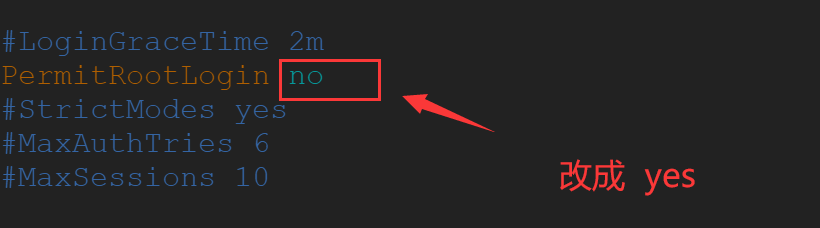 #LoginGraceTime 2m
PermitRootLogin no
#StrictModes yes
#MaxAuthTries 6
#MaxSessions 10
改成 yes